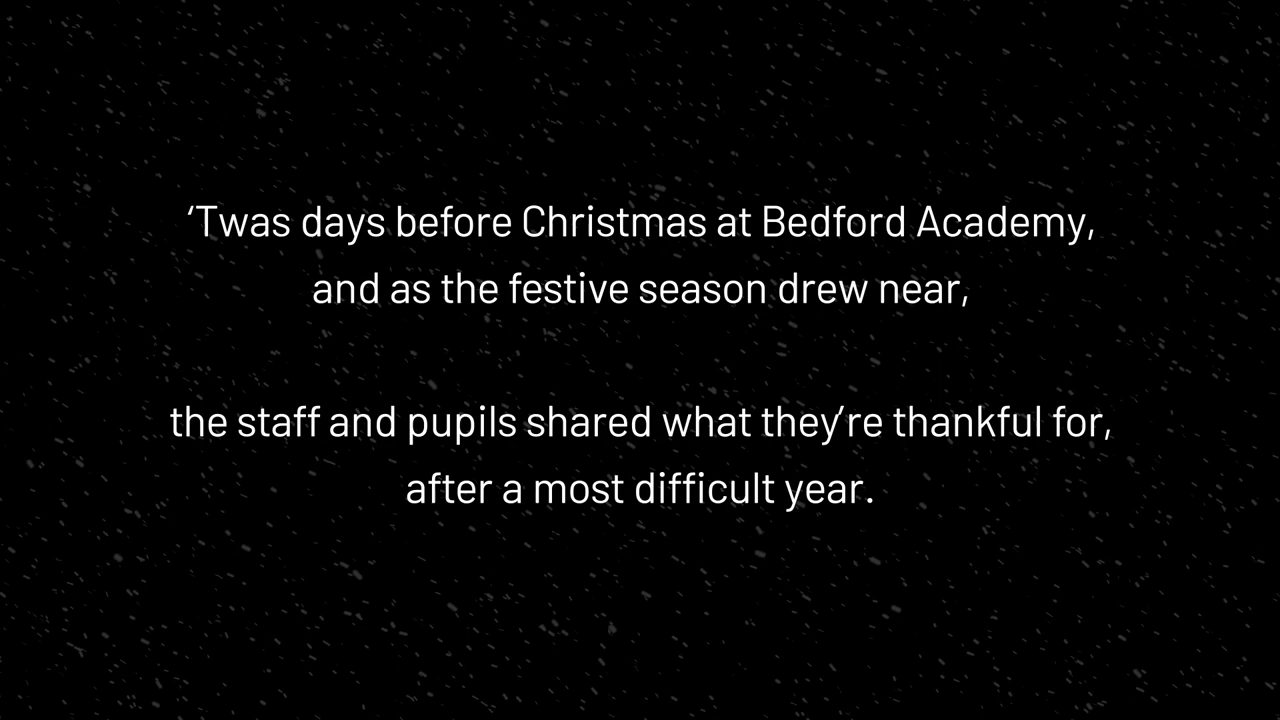 ‘Twas days before Christmas at Bedford Academy,
and as the festive season drew near,
the staff and pupils shared what they’re thankful for,
after a most difficult year.